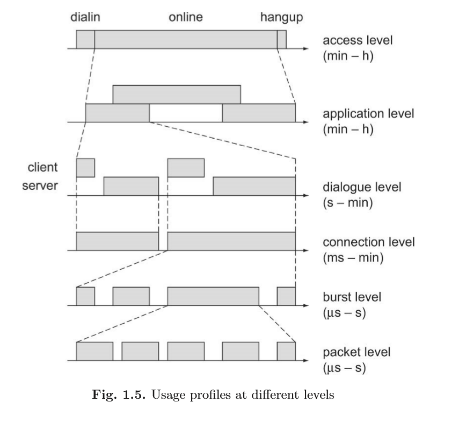 dialin online hangup
access level
(min – h)
application level
(min – h)
client
server
dialogue level
(s – min)
connection level
(ms – min)
burst level
(μs – s)
packet level
(μs – s)
Fig. 1.5. Usage profiles at different levels